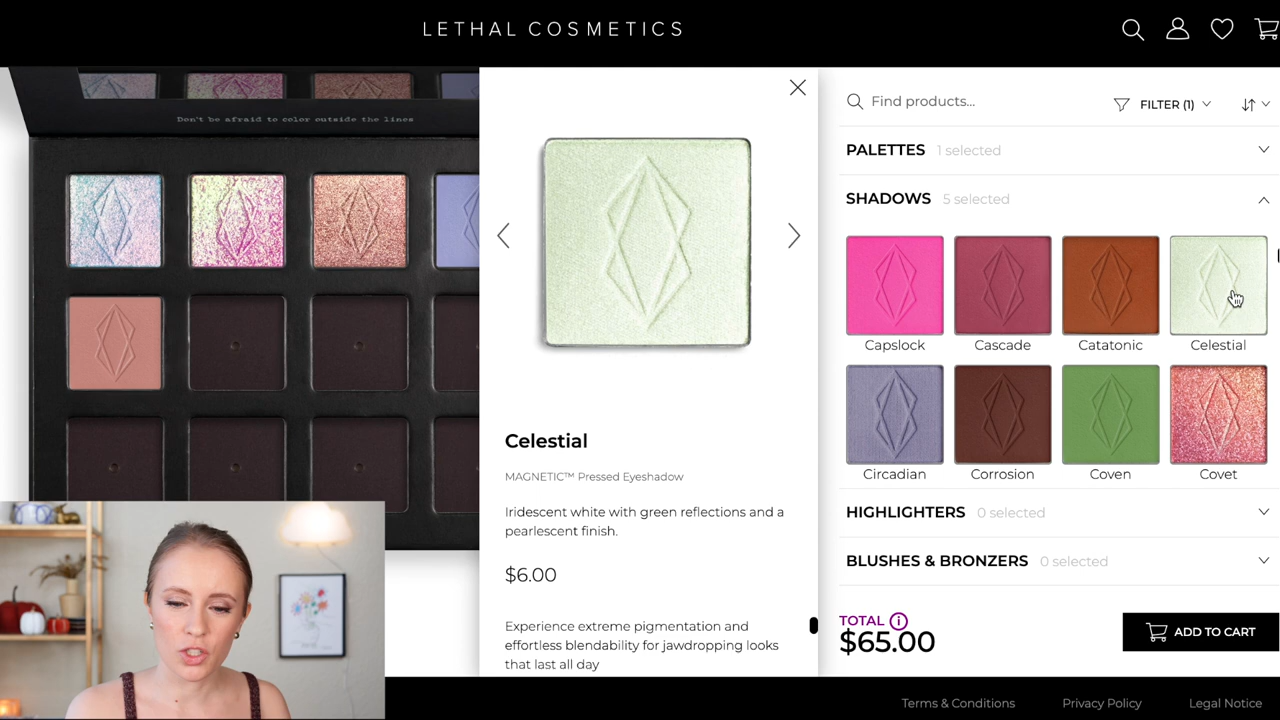 LETHAL COSMETICS
Don't be afraid to color outside the lines
Celestial
MAGNETIC™ Pressed Eyeshadow
Iridescent white with green reflections and a
pearlescent finish.
$6.00
Experience extreme pigmentation and
effortless blendability for jawdropping looks
that last all day
Find products...
FILTER (1)
PALETTES 1 selected
SHADOWS 5 selected
Capslock Cascade Catatonic Celestial
Circadian Corrosion Coven Covet
HIGHLIGHTERS 0 selected
BLUSHES & BRONZERS 0 selected
TOTAL i
$65.00
ADD TO CART
Terms & Conditions Privacy Policy Legal Notice